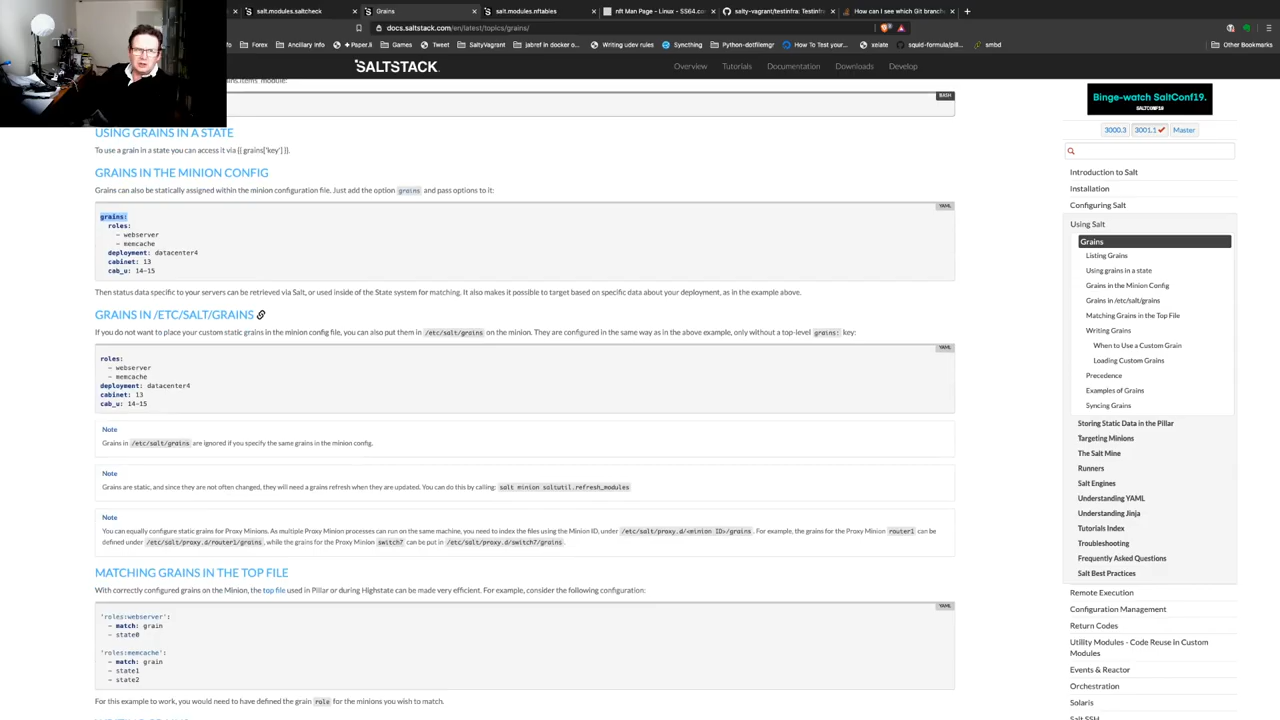 salt.modules.saltcheck
Grains
salt.modules.nftables
nft Man Page - Linux - SS64.co...
salty-vagrant/testinfra: Testinfr...
How can I see which Git branch...
docs.saltstack.com/en/latest/topics/grains/
Forex
Ancillary Info
+ Paper.li
Games
Tweet
SaltyVagrant
jabref in docker o...
Writing udev rules
Syncthing
Python-dotfilemgr
How To Test your...
xelate
squid-formula/pill...
smbd
Other Bookmarks
SALTSTACK
Overview
Tutorials
Documentation
Downloads
Develop
BASH
USING GRAINS IN A STATE
To use a grain in a state you can access it via {{ grains['key'] }}.
GRAINS IN THE MINION CONFIG
Grains can also be statically assigned within the minion configuration file. Just add the option grains and pass options to it:
YAML
grains:
roles:
- webserver
- memcache
deployment: datacenter4
cabinet: 13
cab_u: 14-15
Then status data specific to your servers can be retrieved via Salt, or used inside of the State system for matching. It also makes it possible to target based on specific data about your deployment, as in the example above.
GRAINS IN /ETC/SALT/GRAINS
If you do not want to place your custom static grains in the minion config file, you can also put them in /etc/salt/grains on the minion. They are configured in the same way as in the above example, only without a top-level grains: key:
YAML
roles:
- webserver
- memcache
deployment: datacenter4
cabinet: 13
cab_u: 14-15
Note
Grains in /etc/salt/grains are ignored if you specify the same grains in the minion config.
Note
Grains are static, and since they are not often changed, they will need a grains refresh when they are updated. You can do this by calling: salt minion saltutil.refresh_modules
Note
You can equally configure static grains for Proxy Minions. As multiple Proxy Minion processes can run on the same machine, you need to index the files using the Minion ID, under /etc/salt/proxy.d/<minion ID>/grains. For example, the grains for the Proxy Minion router1 can be
defined under /etc/salt/proxy.d/router1/grains, while the grains for the Proxy Minion switch7 can be put in /etc/salt/proxy.d/switch7/grains.
MATCHING GRAINS IN THE TOP FILE
With correctly configured grains on the Minion, the top file used in Pillar or during Highstate can be made very efficient. For example, consider the following configuration:
YAML
'roles:webserver':
- match: grain
- state0
'roles:memcache':
- match: grain
- state1
- state2
For this example to work, you would need to have defined the grain role for the minions you wish to match.
Binge-watch SaltConf19.
SALTCONF19
3000.3
3001.1
Master
Introduction to Salt
Installation
Configuring Salt
Using Salt
Grains
Listing Grains
Using grains in a state
Grains in the Minion Config
Grains in /etc/salt/grains
Matching Grains in the Top File
Writing Grains
When to Use a Custom Grain
Loading Custom Grains
Precedence
Examples of Grains
Syncing Grains
Storing Static Data in the Pillar
Targeting Minions
The Salt Mine
Runners
Salt Engines
Understanding YAML
Understanding Jinja
Tutorials Index
Troubleshooting
Frequently Asked Questions
Salt Best Practices
Remote Execution
Configuration Management
Return Codes
Utility Modules - Code Reuse in Custom
Modules
Events & Reactor
Orchestration
Solaris
Salt SSH